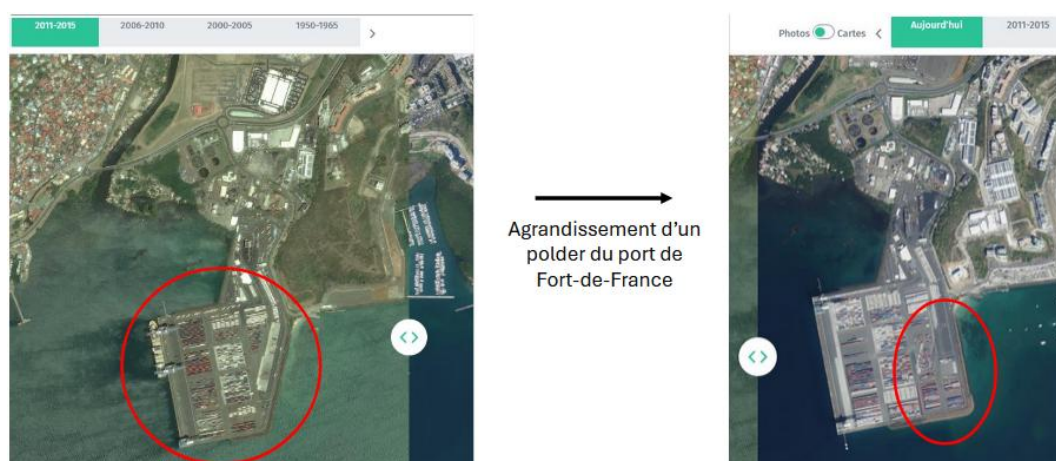 2011-2015
2006-2010
2000-2005
1950-1965
Photos Cartes
Aujourd'hui
2011-2015
Agrandissement d'un
polder du port de
Fort-de-France